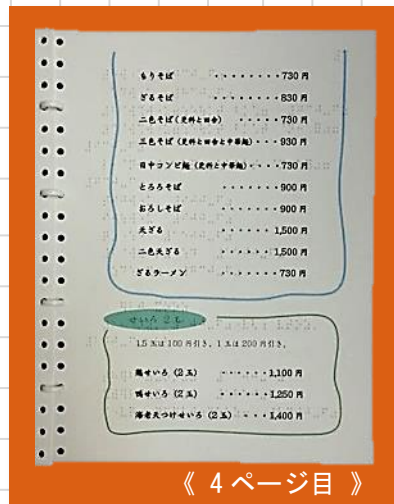 もりそば ・・・・・・・・730円
ざるそば ・・・・・・・・830円
二色そば(更科と田舎) ・・・・・730円
三色そば(更科と田舎と中華麺)・・・930円
日中コンビ麺(更科と中華麺)・・・・730円
とろろそば ・・・・・・・900円
おろしそば ・・・・・・・900円
天ざる ・・・・・・・1,500円
二色天ざる ・・・・・・・1,500円
ざるラーメン ・・・・・・・730円
せいろ2玉
1.5玉は100円引き、1玉は200円引き。
鶏せいろ(2玉) ・・・・・・1,100円
鴨せいろ(2玉) ・・・・・・1,250円
海老天つけせいろ(2玉) ・・・1,400円
《 4ページ目 》